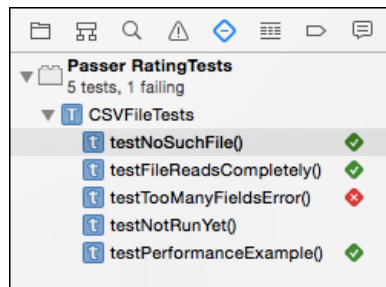 Passer RatingTests
5 tests, 1 failing
T CSVFileTests
t testNoSuchFile()
t testFileReadsCompletely()
t testTooManyFieldsError()
t testNotRunYet()
t testPerformanceExample()